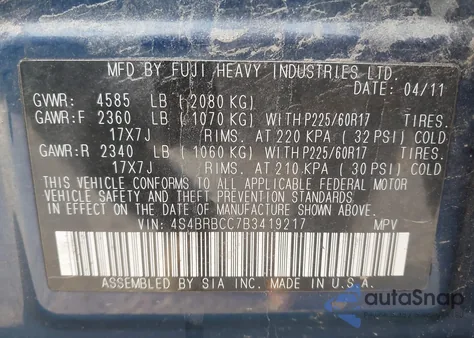 MFD BY FUJI HEAVY INDUSTRIES LTD.
DATE: 04/11
GVWR: 4585 LB (2080 KG)
GAWR:F 2360 LB (1070 KG) WITH P225/60R17 TIRES.
17X7J RIMS. AT 220 KPA (32 PSI) COLD
GAWR:R 2340 LB (1060 KG) WITH P225/60R17 TIRES.
17X7J RIMS. AT 210 KPA (30 PSI) COLD
THIS VEHICLE CONFORMS TO ALL APPLICABLE FEDERAL MOTOR
VEHICLE SAFETY AND THEFT PREVENTION STANDARDS
IN EFFECT ON THE DATE OF MANUFACTURE SHOWN ABOVE.
VIN: 4S4BRBCC7B3419217 MPV
ASSEMBLED BY SIA INC. MADE IN U.S.A.
autoSnap